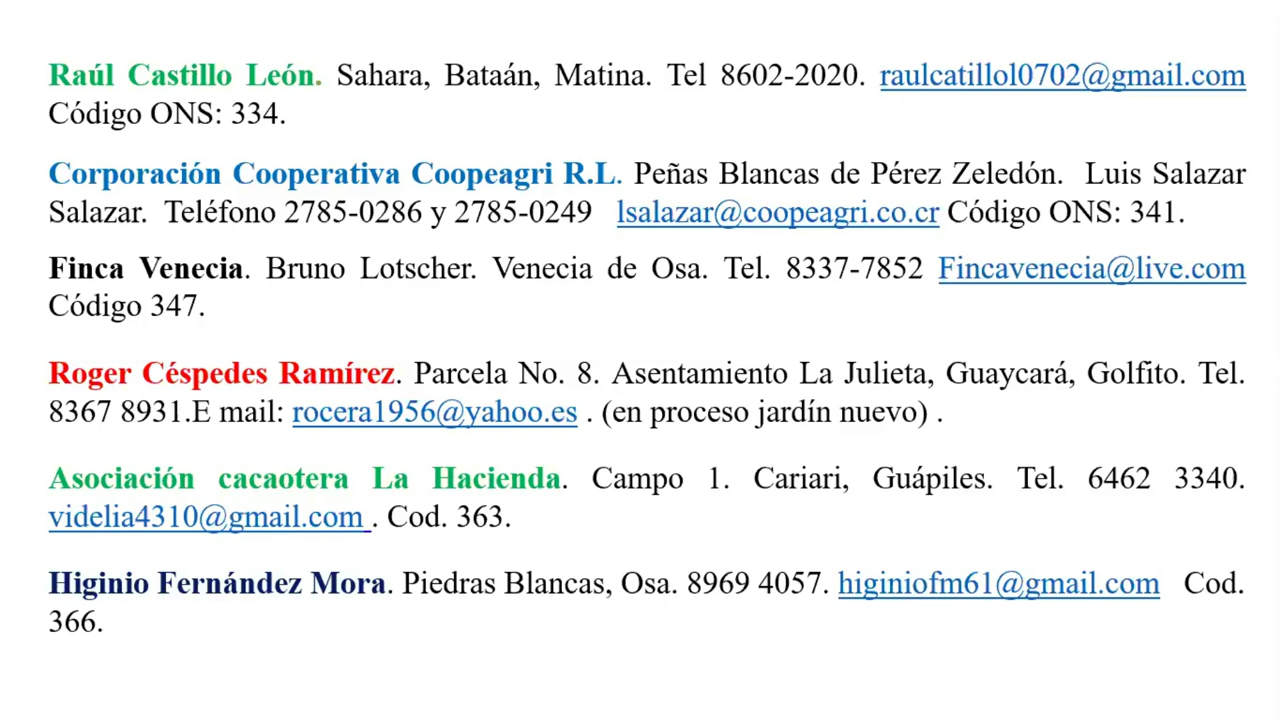 Raúl Castillo León. Sahara, Bataán, Matina. Tel 8602-2020. raulcatillol0702@gmail.com
Código ONS: 334.
Corporación Cooperativa Coopeagri R.L. Peñas Blancas de Pérez Zeledón. Luis Salazar
Salazar. Teléfono 2785-0286 y 2785-0249 lsalazar@coopeagri.co.cr Código ONS: 341.
Finca Venecia. Bruno Lotscher. Venecia de Osa. Tel. 8337-7852 Fincavenecia@live.com
Código 347.
Roger Céspedes Ramírez. Parcela No. 8. Asentamiento La Julieta, Guaycará, Golfito. Tel.
8367 8931.E mail: rocera1956@yahoo.es . (en proceso jardín nuevo) .
Asociación cacaotera La Hacienda. Campo 1. Cariari, Guápiles. Tel. 6462 3340.
videlia4310@gmail.com . Cod. 363.
Higinio Fernández Mora. Piedras Blancas, Osa. 8969 4057. higiniofm61@gmail.com Cod.
366.